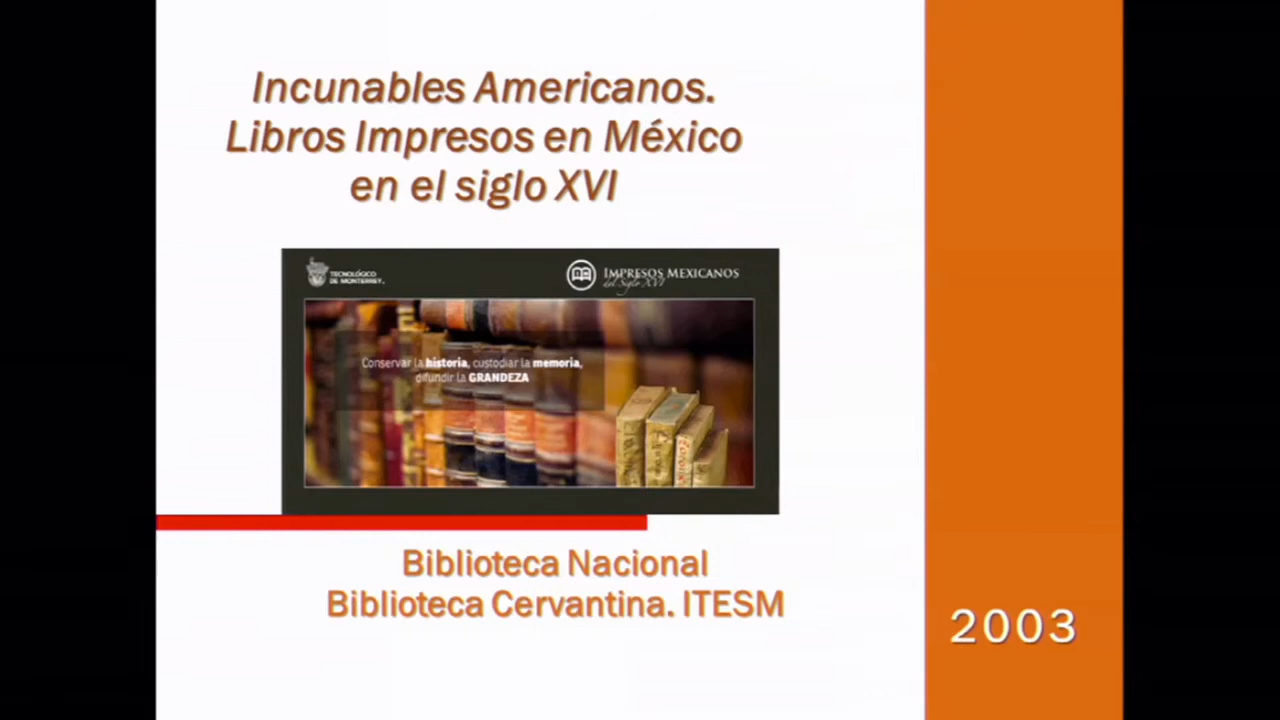 Incunables Americanos.
Libros Impresos en México
en el siglo XVI
TECNOLÓGICO
DE MONTERREY.
IMPRESOS MEXICANOS
del Siglo XVI
Conservar la historia, custodiar la memoria,
difundir la GRANDEZA
Biblioteca Nacional
Biblioteca Cervantina. ITESM
2003